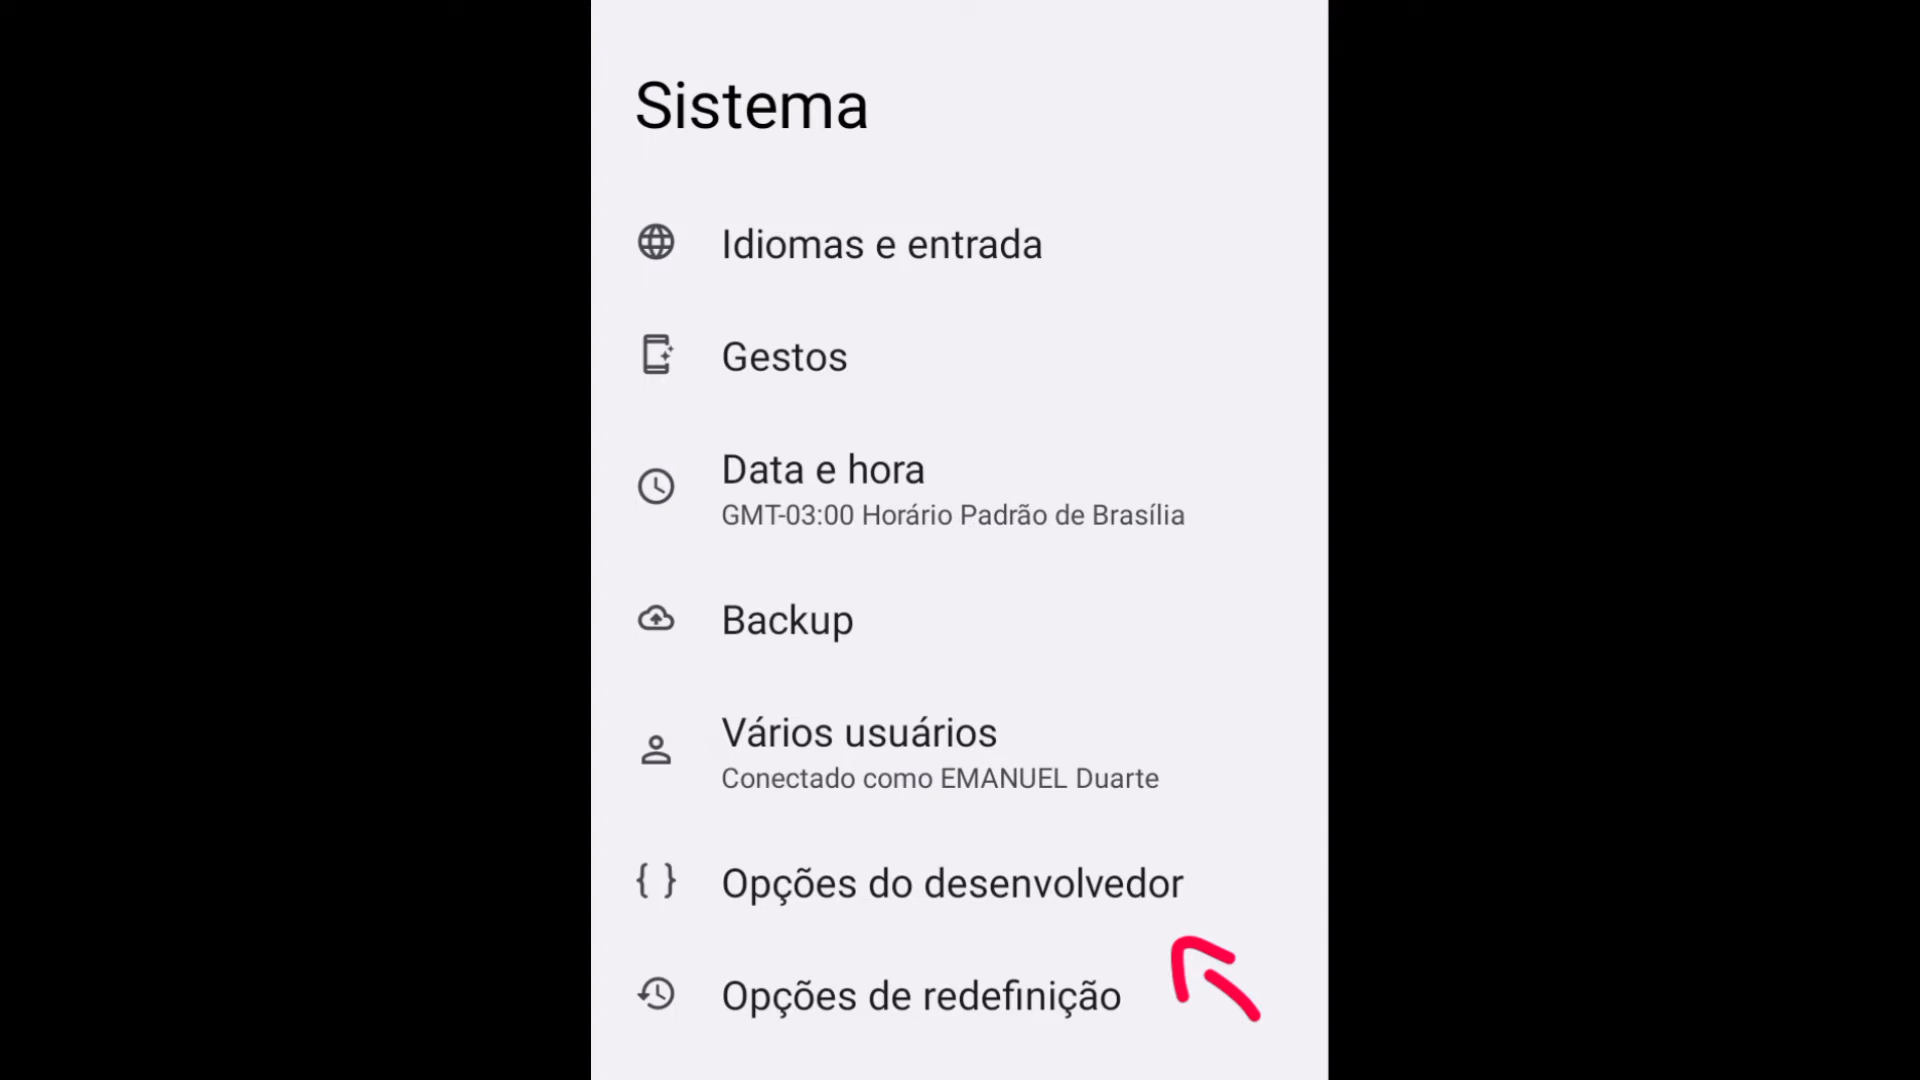 Sistema
Idiomas e entrada
Gestos
Data e hora
GMT-03:00 Horário Padrão de Brasília
Backup
Vários usuários
Conectado como EMANUEL Duarte
Opções do desenvolvedor
Opções de redefinição